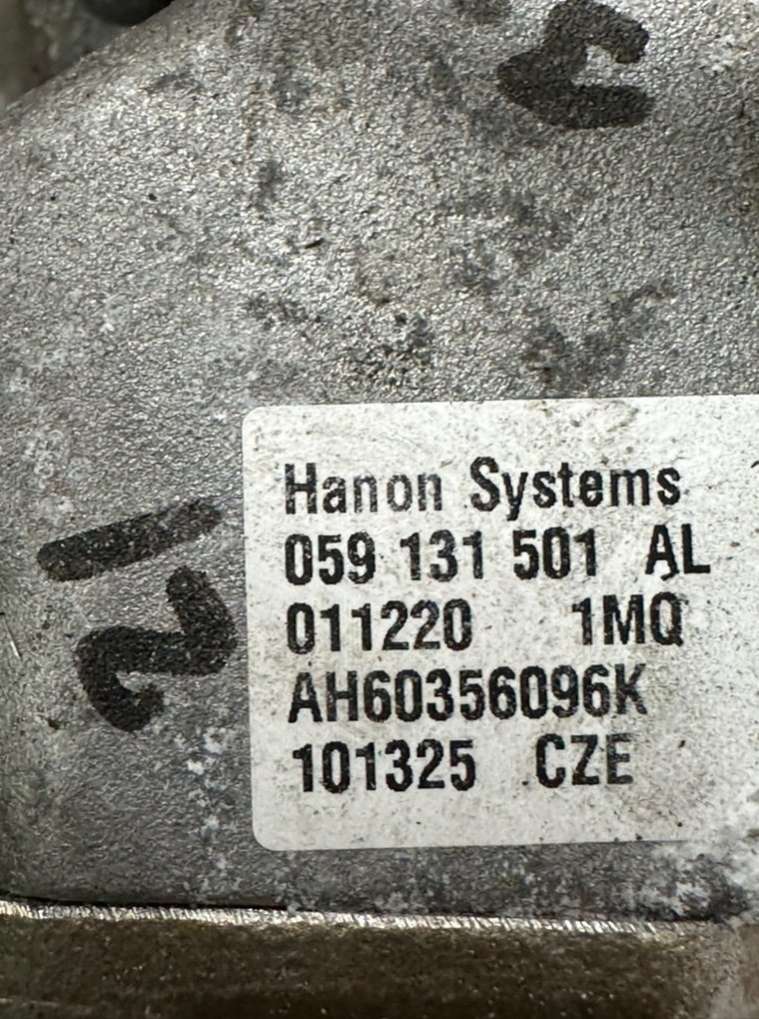 Hanon Systems
059 131 501 AL
011220 1MQ
AH60356096K
101325 CZE